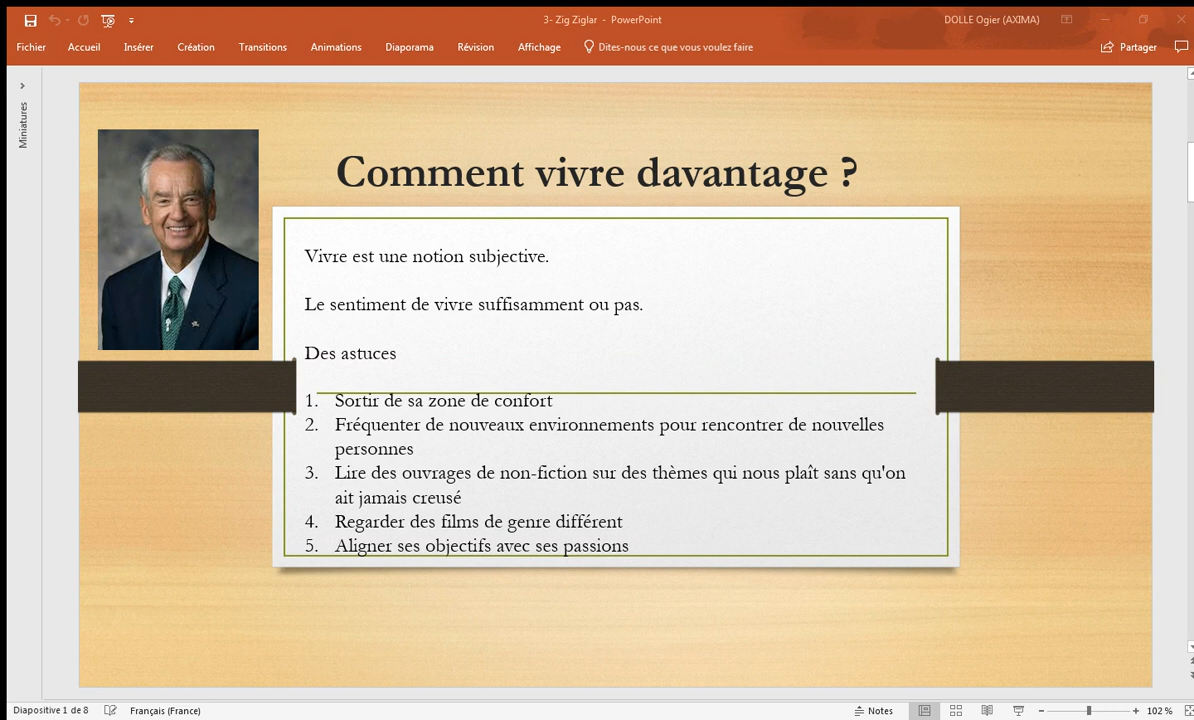 3- Zig Ziglar - PowerPoint
DOLLE Ogier (AXIMA)
Fichier Accueil Insérer Création Transitions Animations Diaporama Révision Affichage Dites-nous ce que vous voulez faire Partager
Miniatures
Comment vivre davantage ?
Vivre est une notion subjective.
Le sentiment de vivre suffisamment ou pas.
Des astuces
1. Sortir de sa zone de confort
2. Fréquenter de nouveaux environnements pour rencontrer de nouvelles
personnes
3. Lire des ouvrages de non-fiction sur des thèmes qui nous plaît sans qu'on
ait jamais creusé
4. Regarder des films de genre différent
5. Aligner ses objectifs avec ses passions
Diapositive 1 de 8 Français (France) Notes 102 %